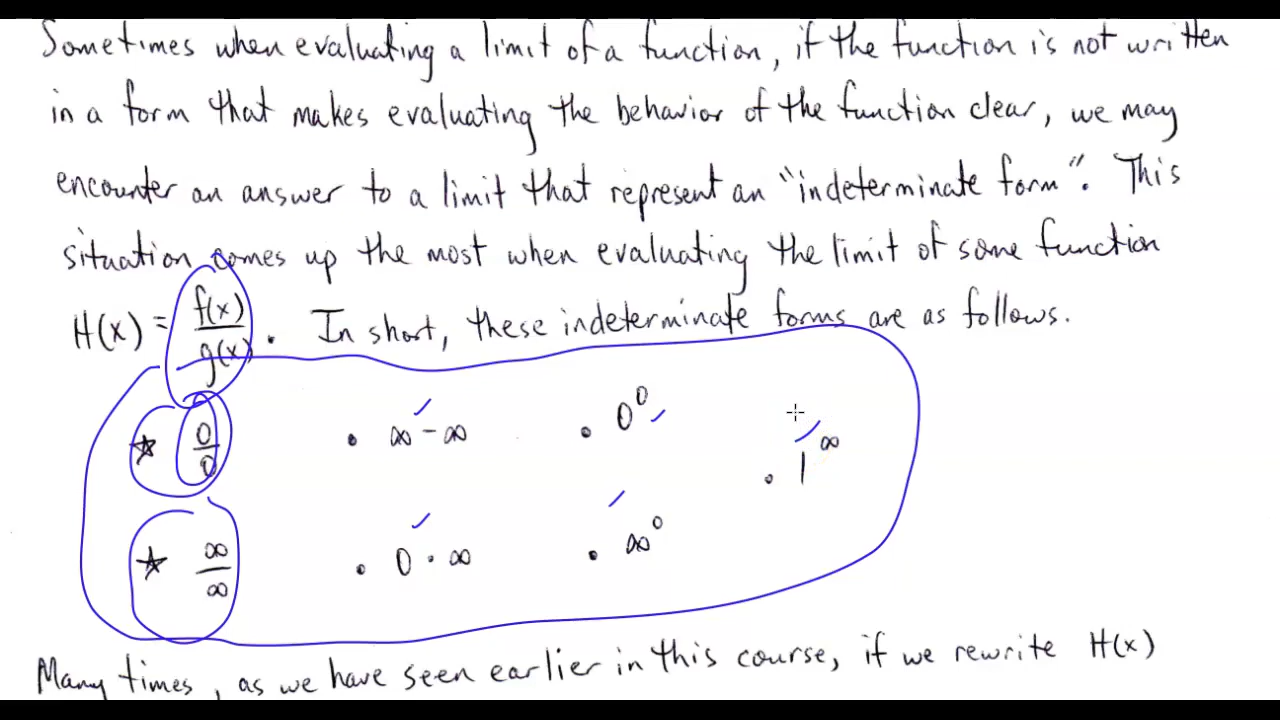 Sometimes when evaluating a limit of a function, if the function is not written
in a form that makes evaluating the behavior of the function clear, we may
encounter an answer to a limit that represent an "indeterminate form". This
situation comes up the most when evaluating the limit of some function
H(x) = f(x)/g(x). In short, these indeterminate forms are as follows.
★ 0/0 • ∞ - ∞ • 0⁰ • 1^∞
★ ∞/∞ • 0 · ∞ • ∞⁰
Many times, as we have seen earlier in this course, if we rewrite H(x)